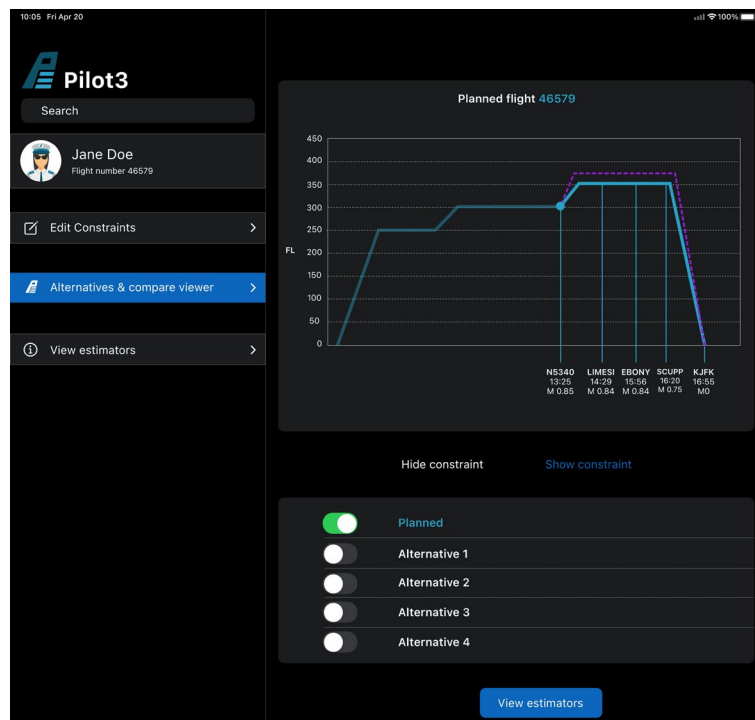 10:05 Fri Apr 20
100%
Pilot3
Search
Jane Doe
Flight number 46579
Edit Constraints
Alternatives & compare viewer
View estimators
Planned flight 46579
450
400
350
300
250
FL 200
150
100
50
0
N5340 LIMESI EBONY SCUPP KJFK
13:25 14:29 15:56 16:20 16:55
M 0.85 M 0.84 M 0.84 M 0.75 M0
Hide constraint Show constraint
Planned
Alternative 1
Alternative 2
Alternative 3
Alternative 4
View estimators